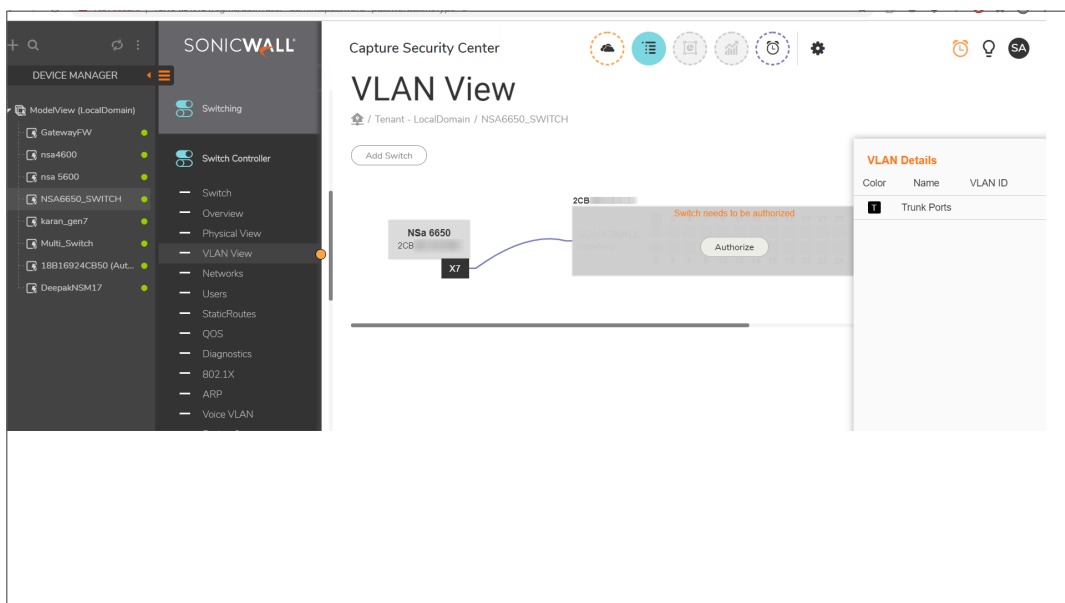 SONICWALL
Capture Security Center
SA
DEVICE MANAGER
VLAN View
ModelView (LocalDomain)
GatewayFW
nsa4600
nsa 5600
NSA6650_SWITCH
karan_gen7
Multi_Switch
18B16924CB50 (Aut...
DeepakNSM17
Switching
Switch Controller
Switch
Overview
Physical View
VLAN View
Networks
Users
StaticRoutes
QOS
Diagnostics
802.1X
ARP
Voice VLAN
/ Tenant - LocalDomain / NSA6650_SWITCH
Add Switch
NSa 6650
2CB
X7
2CB
Switch needs to be authorized
Authorize
VLAN Details
Color Name VLAN ID
T Trunk Ports